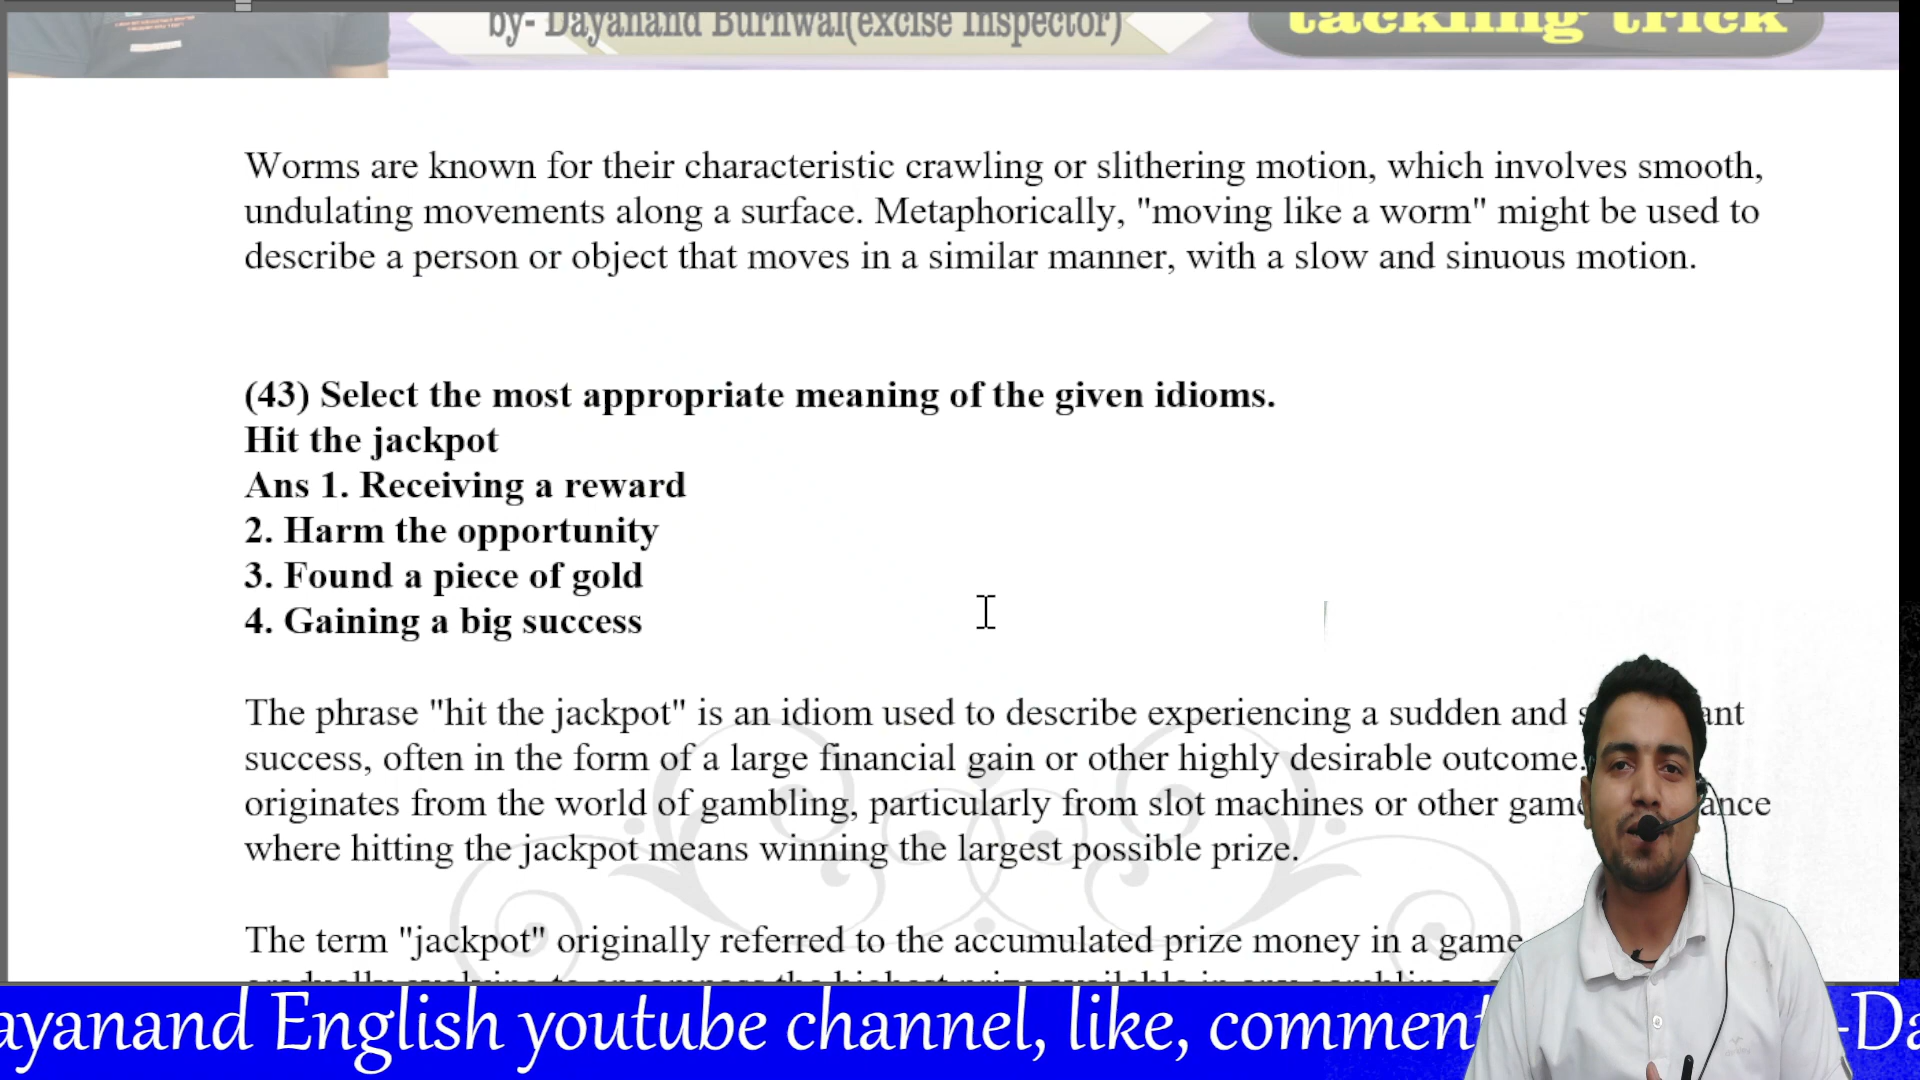 by- Dayanand Burnwal(excise Inspector)
tackling trick
Worms are known for their characteristic crawling or slithering motion, which involves smooth,
undulating movements along a surface. Metaphorically, "moving like a worm" might be used to
describe a person or object that moves in a similar manner, with a slow and sinuous motion.
(43) Select the most appropriate meaning of the given idioms.
Hit the jackpot
Ans 1. Receiving a reward
2. Harm the opportunity
3. Found a piece of gold
4. Gaining a big success
The phrase "hit the jackpot" is an idiom used to describe experiencing a sudden and
success, often in the form of a large financial gain or other highly desirable outcome.
originates from the world of gambling, particularly from slot machines or other
where hitting the jackpot means winning the largest possible prize.
The term "jackpot" originally referred to the accumulated prize money in a game
ayanand English youtube channel, like, comment